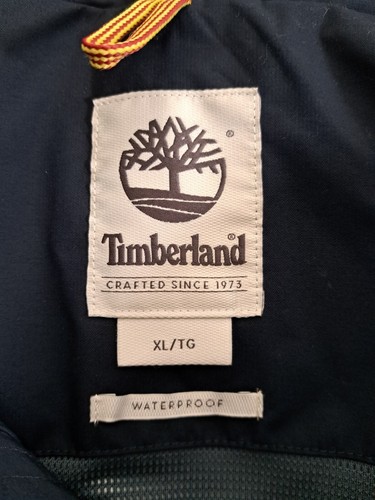 ®
Timberland®
CRAFTED SINCE 1973
XL/TG
WATERPROOF